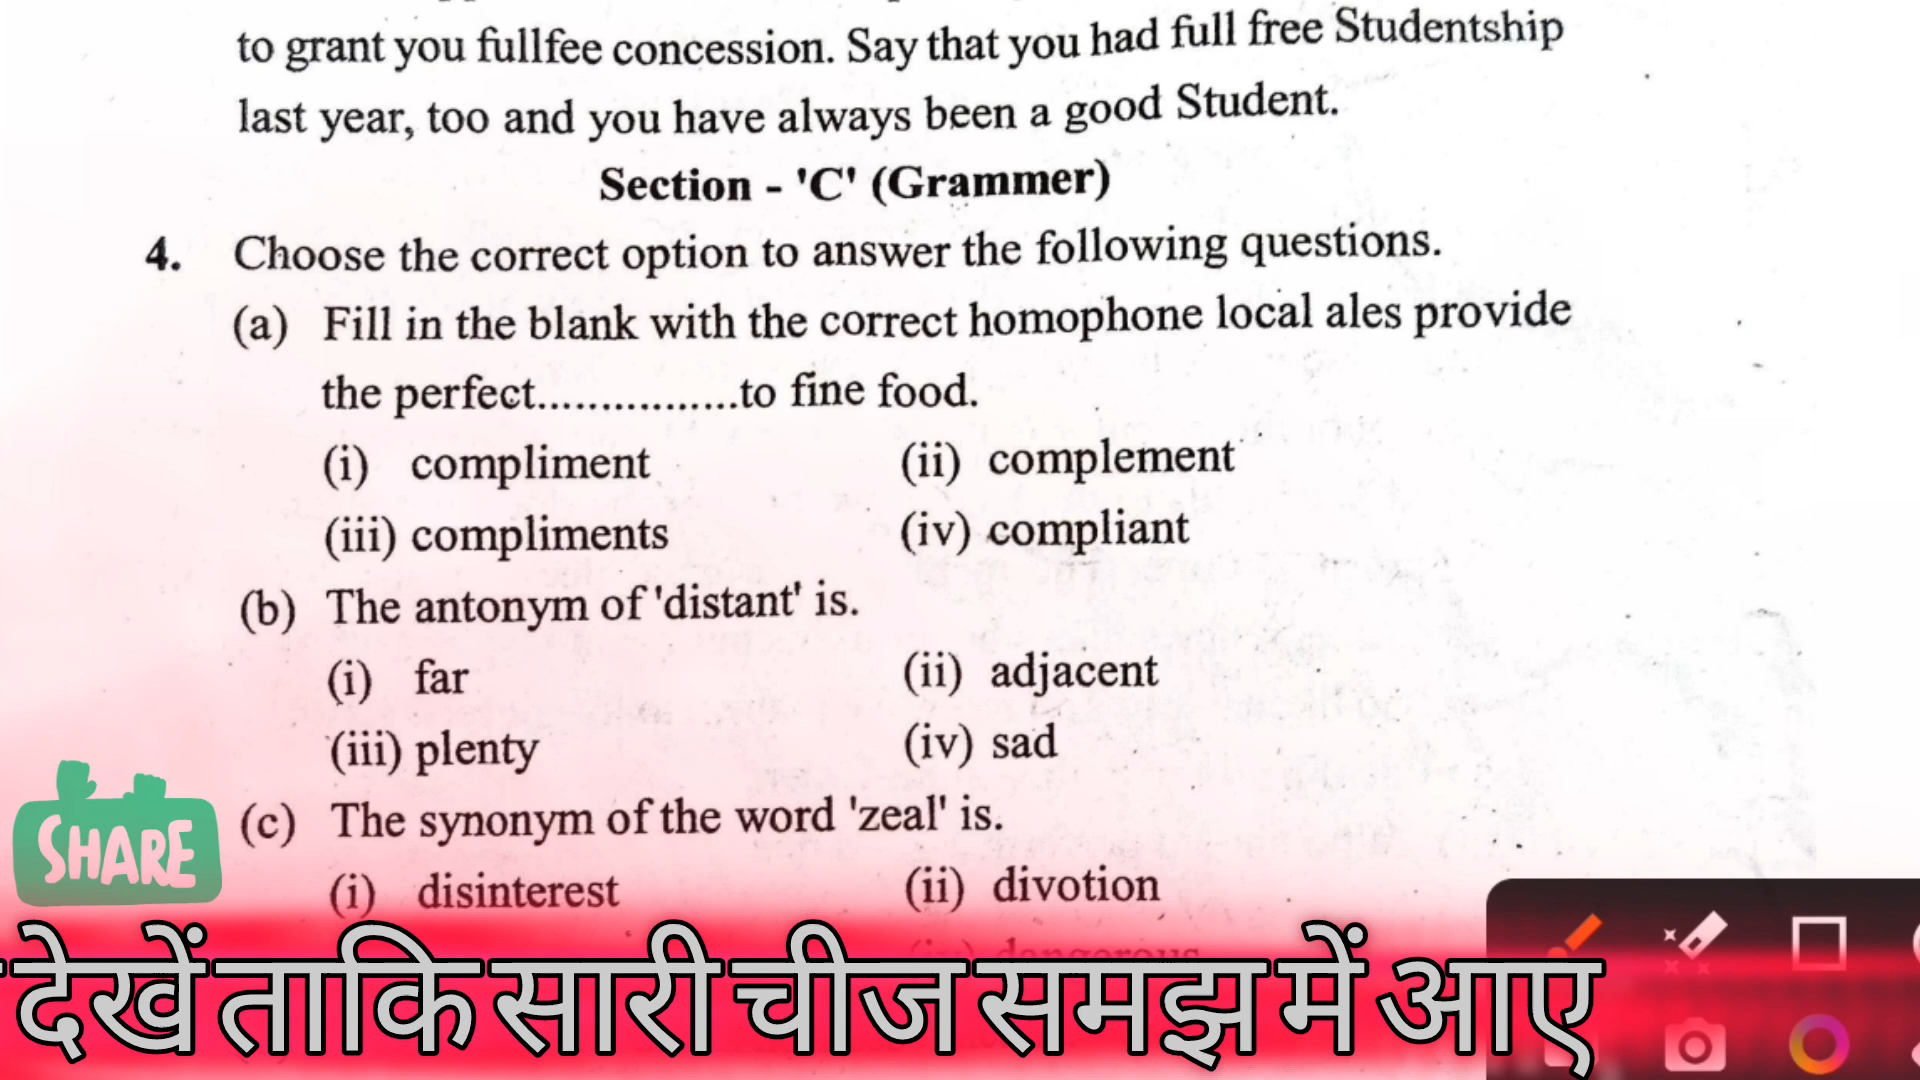 to grant you fullfee concession. Say that you had full free Studentship
last year, too and you have always been a good Student.
Section - 'C' (Grammer)
4. Choose the correct option to answer the following questions.
(a) Fill in the blank with the correct homophone local ales provide
the perfect................to fine food.
(i) compliment (ii) complement
(iii) compliments (iv) compliant
(b) The antonym of 'distant' is.
(i) far (ii) adjacent
(iii) plenty (iv) sad
(c) The synonym of the word 'zeal' is.
(i) disinterest (ii) divotion
(iv) dangerous
SHARE
देखें ताकि सारी चीज समझ में आए